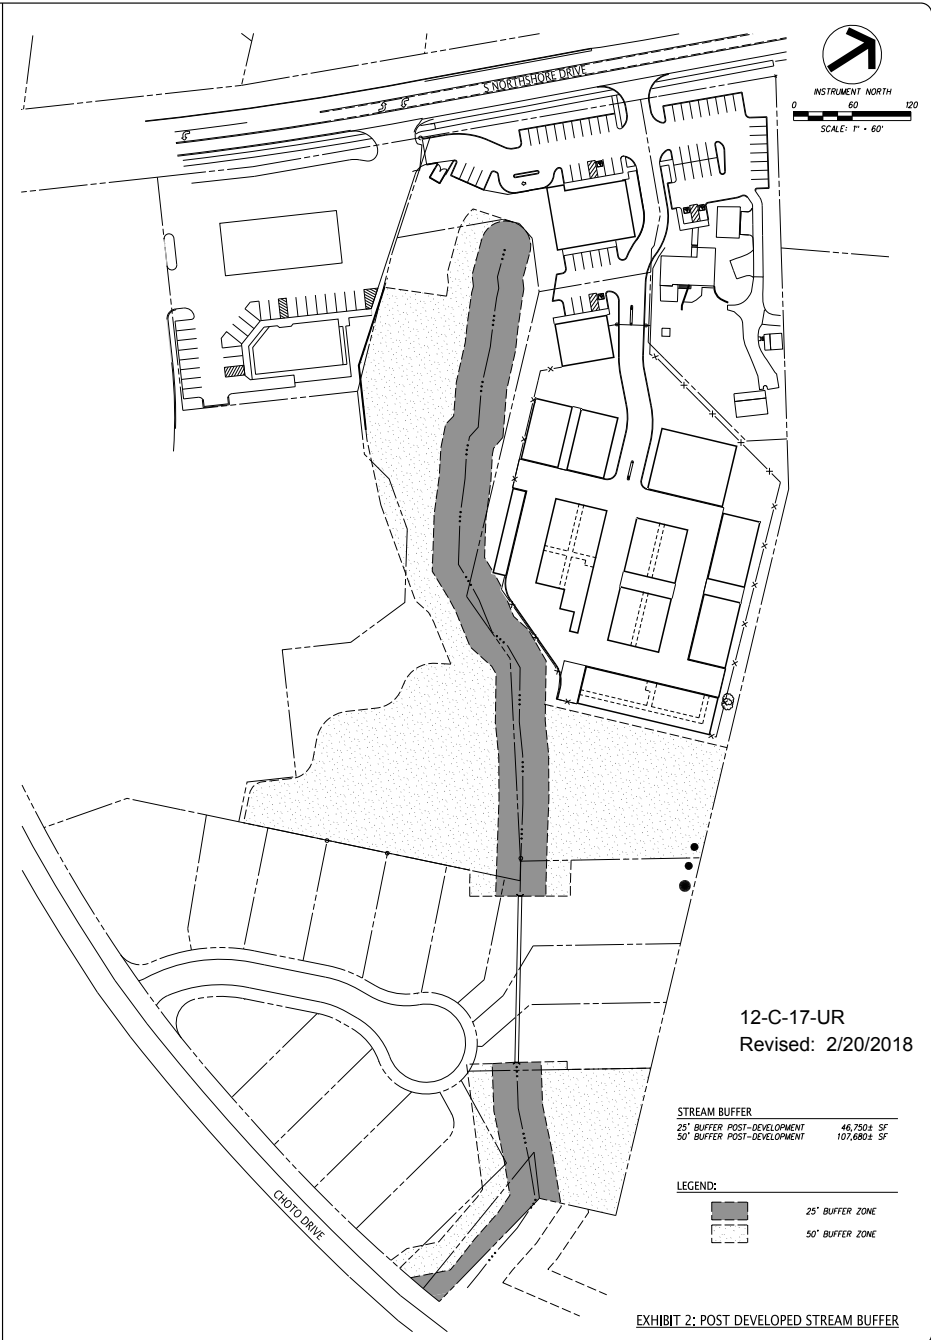 S NORTHSHORE DRIVE
INSTRUMENT NORTH
0 60 120
SCALE: 1" = 60'
12-C-17-UR
Revised: 2/20/2018
STREAM BUFFER
25' BUFFER POST-DEVELOPMENT 46,750± SF
50' BUFFER POST-DEVELOPMENT 107,680± SF
LEGEND:
25' BUFFER ZONE
50' BUFFER ZONE
CHOTO DRIVE
EXHIBIT 2: POST DEVELOPED STREAM BUFFER